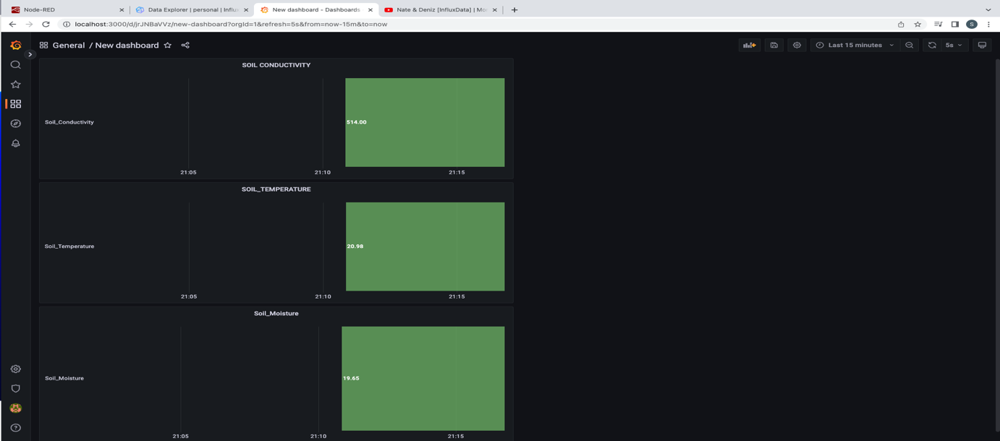 Node-RED
Data Explorer | personal | Influx
New dashboard - Dashboards
Nate & Deniz [InfluxData] | Mo
localhost:3000/d/jrJNBaVVz/new-dashboard?orgId=1&refresh=5s&from=now-15m&to=now
S
General / New dashboard
Last 15 minutes
5s
SOIL CONDUCTIVITY
Soil_Conductivity
514.00
21:05 21:10 21:15
SOIL_TEMPERATURE
Soil_Temperature
20.98
21:05 21:10 21:15
Soil_Moisture
Soil_Moisture
19.65
21:05 21:10 21:15